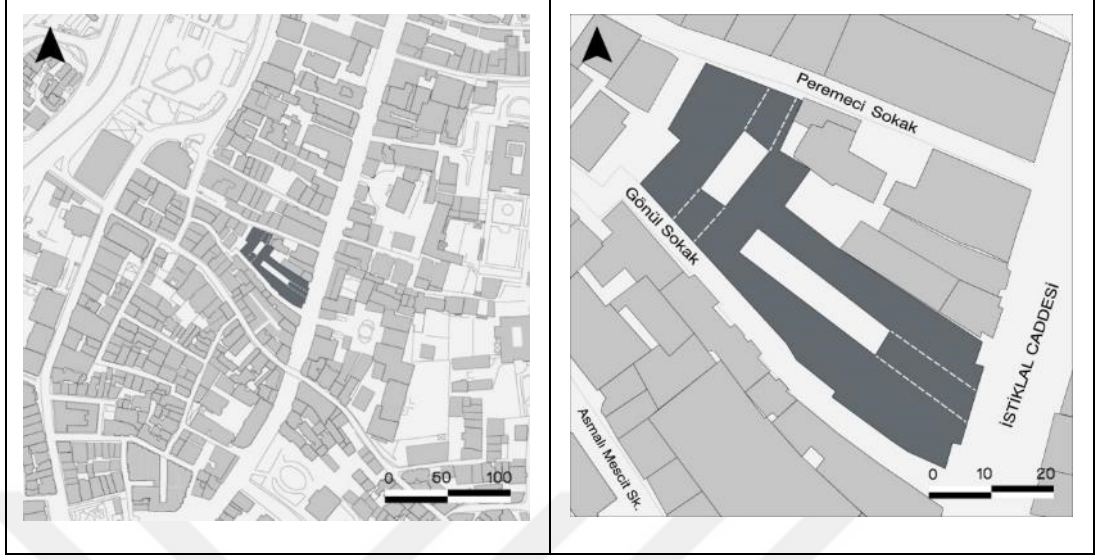 0 50 100
Peremeci Sokak
Gönül Sokak
İSTİKLAL CADDESİ
Asmalı Mescit Sk.
0 10 20